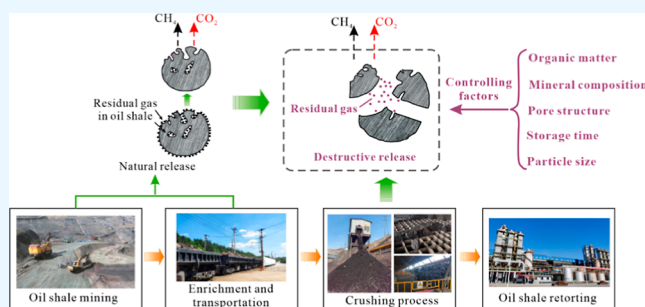 CH4
CO2
CH4
CO2
Residual gas
in oil shale
Natural release
Residual gas
Destructive release
Controlling
factors
Organic matter
Mineral composition
Pore structure
Storage time
Particle size
Oil shale mining
Enrichment and
transportation
Crushing process
Oil shale retorting